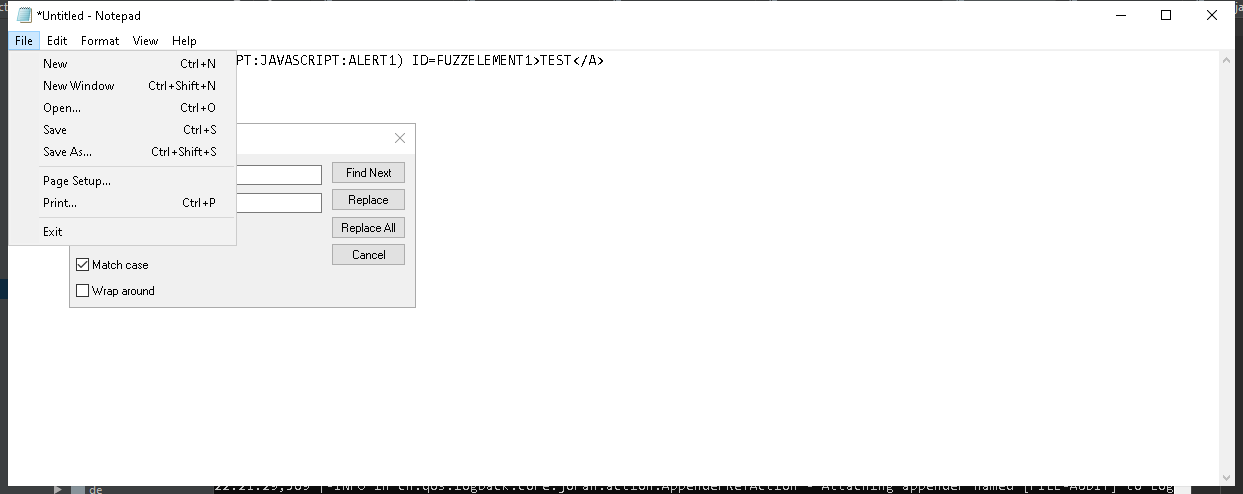 *Untitled - Notepad
File Edit Format View Help
PT:JAVASCRIPT:ALERT1) ID=FUZZELEMENT1>TEST</A>
New Ctrl+N
New Window Ctrl+Shift+N
Open... Ctrl+O
Save Ctrl+S
Save As... Ctrl+Shift+S
Page Setup...
Print... Ctrl+P
Exit
Find Next
Replace
Replace All
Cancel
Match case
Wrap around
de
22:21:29,569 |-INFO in ch.qos.logback.core.joran.action.AppenderRefAction - Attaching appender named [FILE-AUDIT] to Log